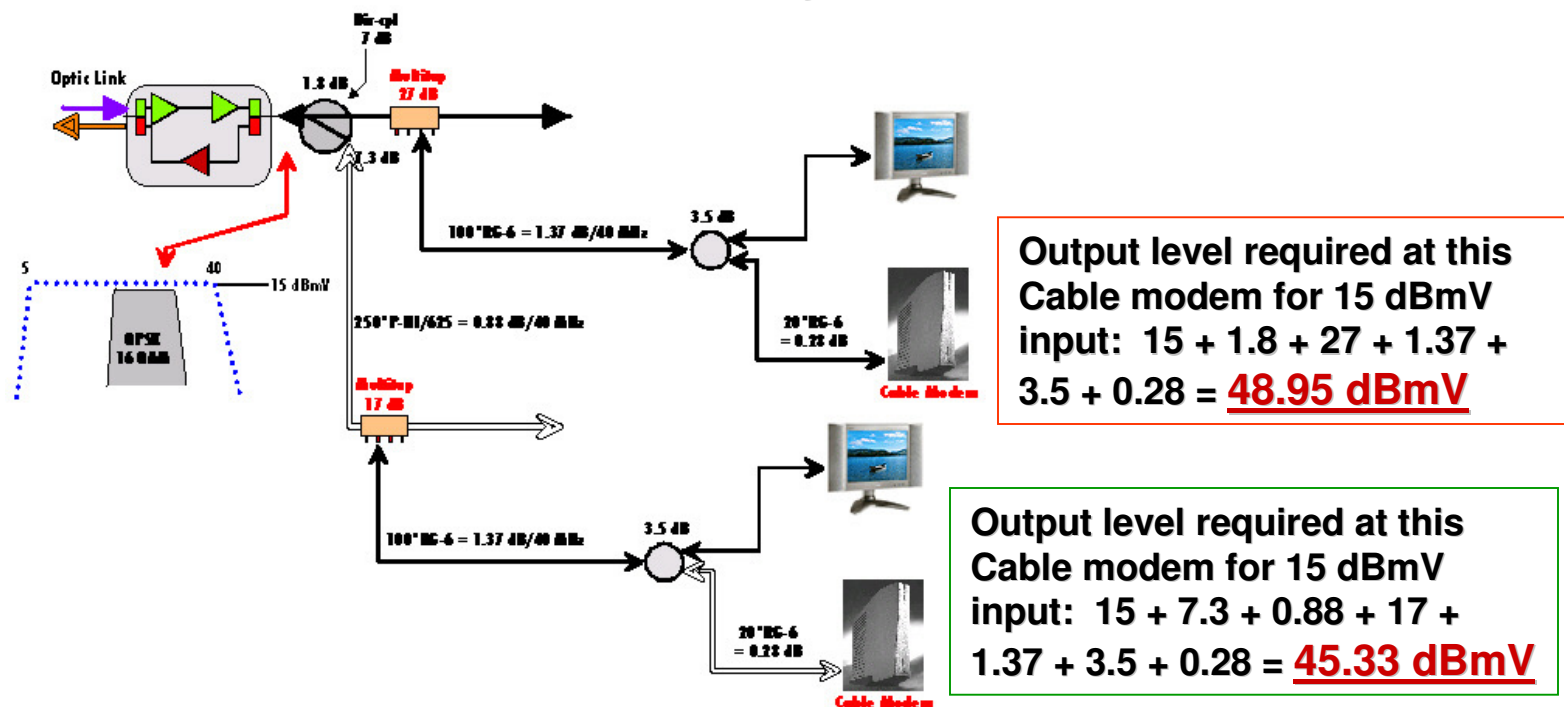 Dir-cpl
7 dB
Optic Link
1.8 dB
Multitap
27 dB
7.3 dB
100' RG-6 = 1.37 dB/40 MHz
3.5 dB
5
40
15 dBmV
QPSK
16 QAM
250' P-III/625 = 0.88 dB/40 MHz
20' RG-6
= 0.28 dB
Cable Modem
Output level required at this
Cable modem for 15 dBmV
input: 15 + 1.8 + 27 + 1.37 +
3.5 + 0.28 = 48.95 dBmV
Multitap
17 dB
100' RG-6 = 1.37 dB/40 MHz
3.5 dB
20' RG-6
= 0.28 dB
Cable Modem
Output level required at this
Cable modem for 15 dBmV
input: 15 + 7.3 + 0.88 + 17 +
1.37 + 3.5 + 0.28 = 45.33 dBmV